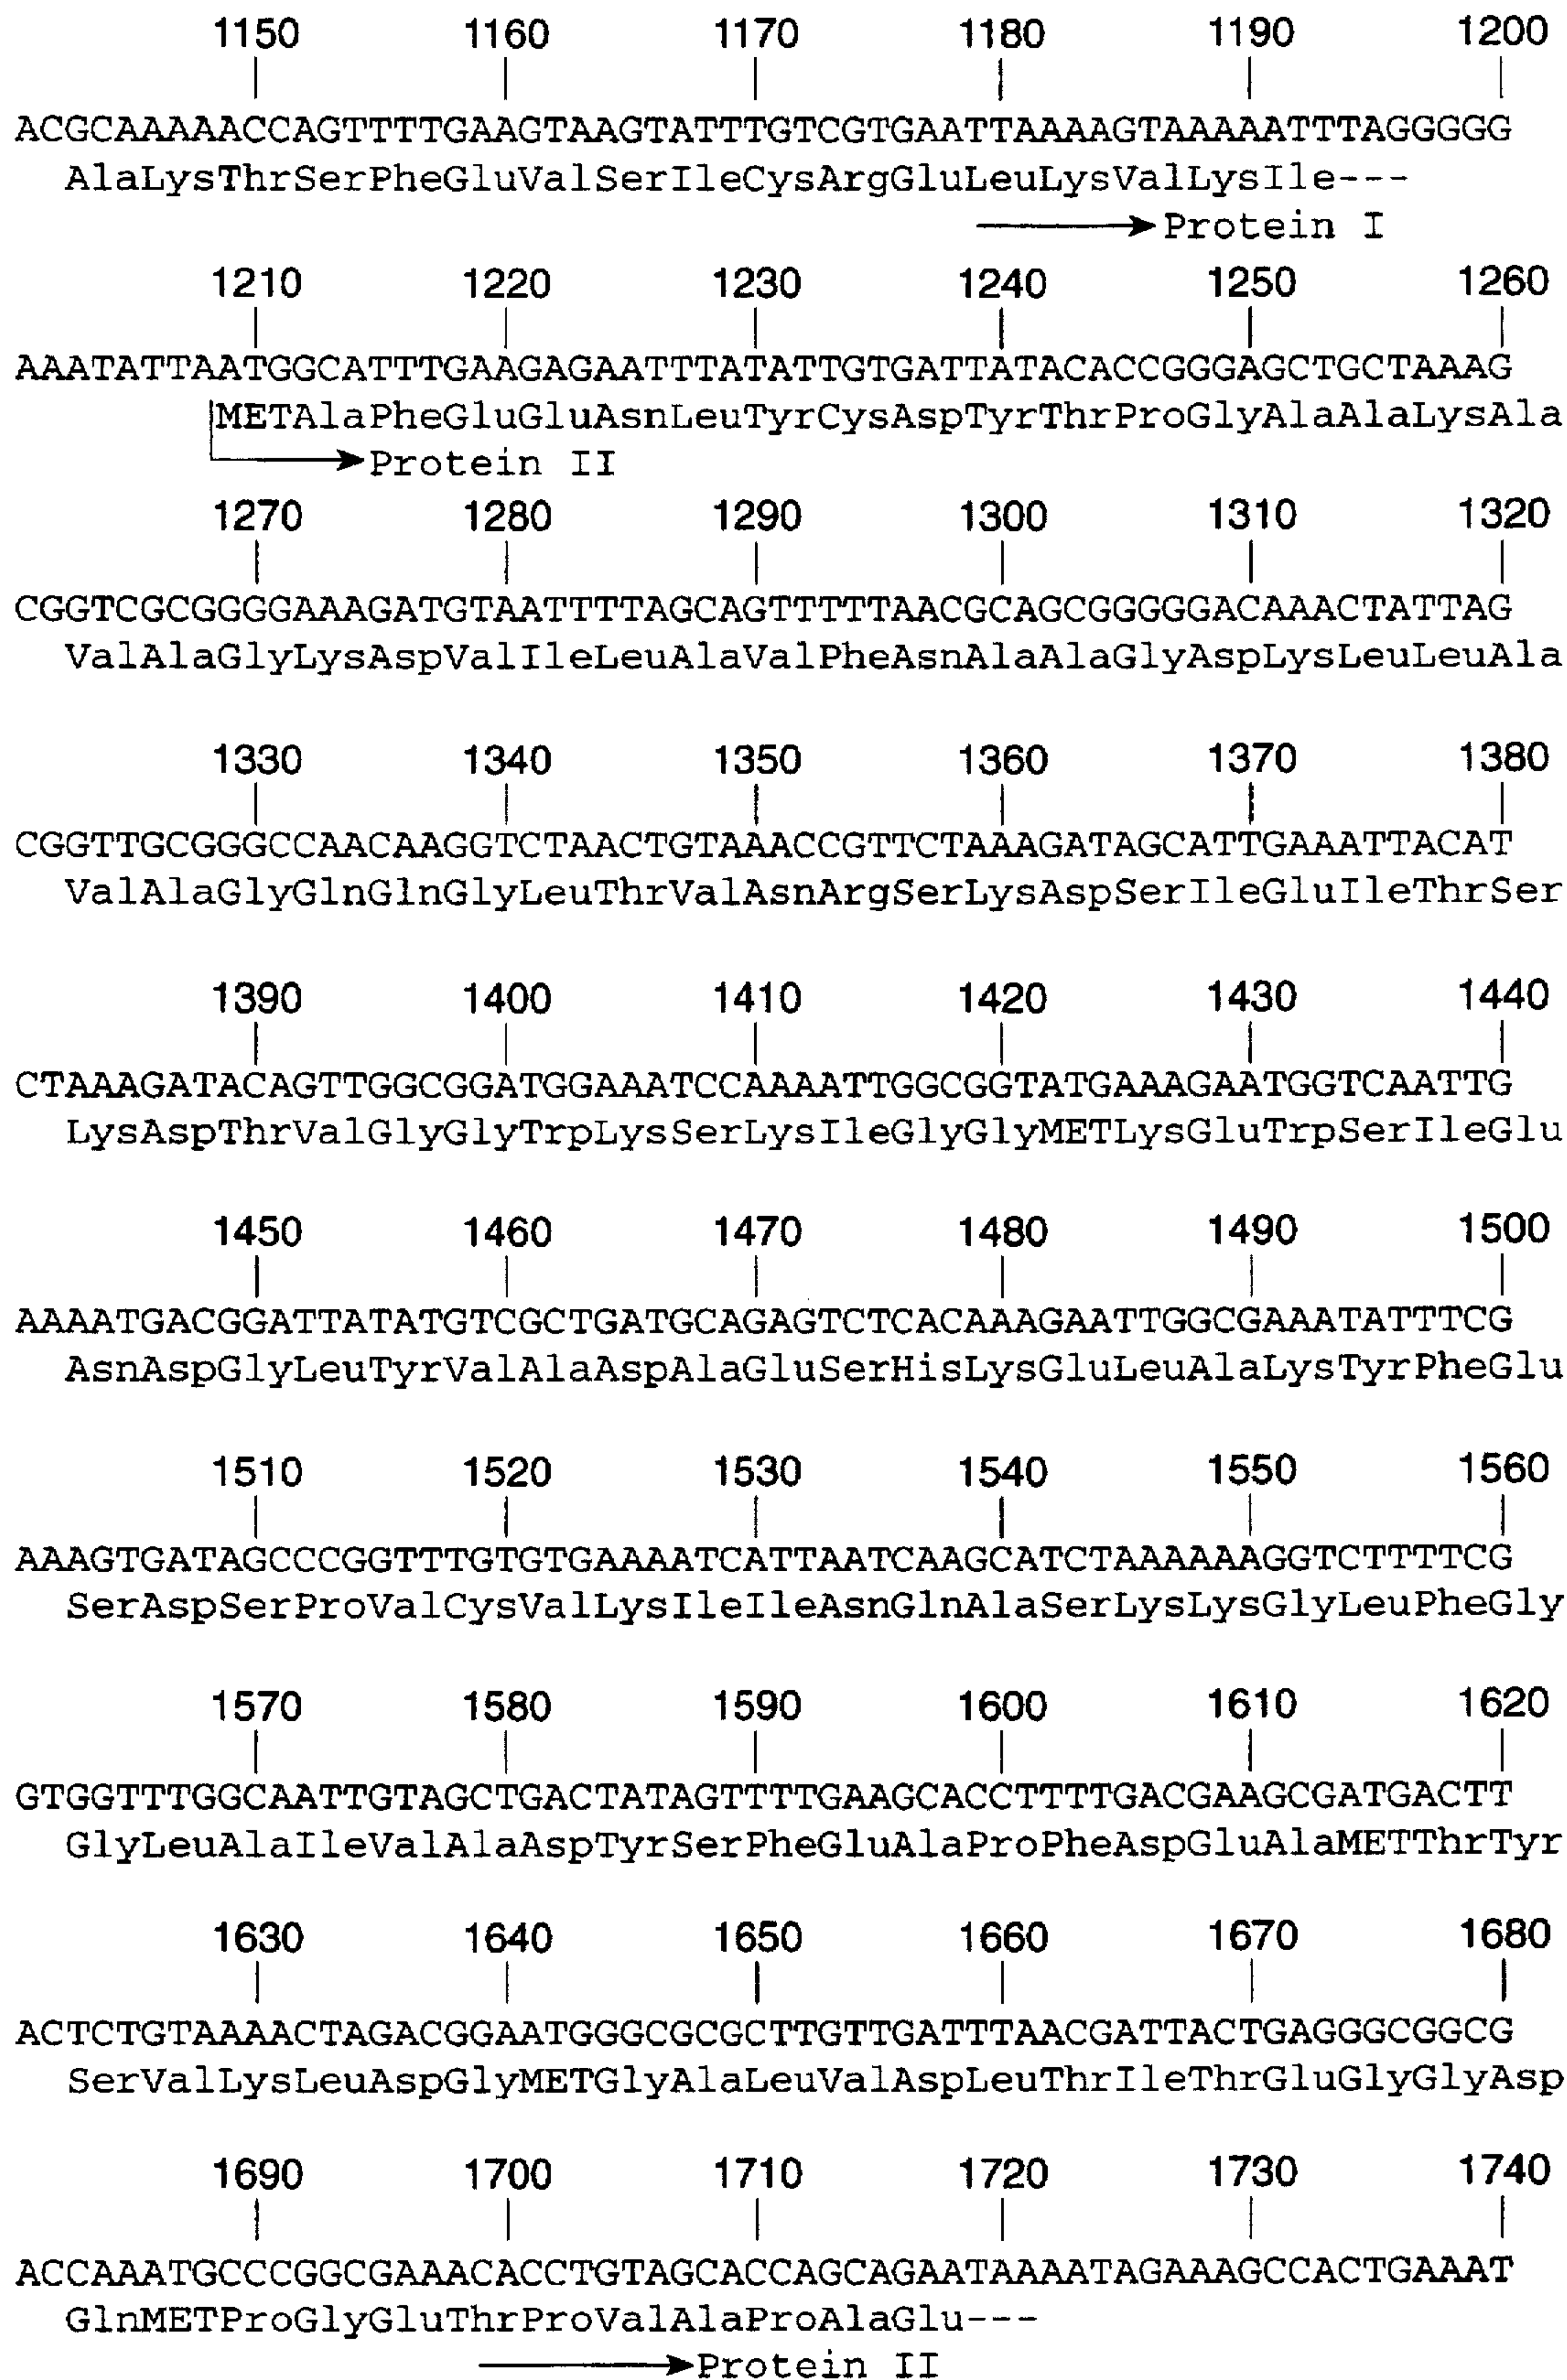 1150 1160 1170 1180 1190 1200
ACGCAAAAACCAGTTTTGAAGTAAGTATTTGTCGTGAATTAAAAGTAAAAATTTAGGGGG
AlaLysThrSerPheGluValSerIleCysArgGluLeuLysValLysIle---
Protein I
1210 1220 1230 1240 1250 1260
AAATATTAATGGCATTTGAAGAGAATTTATATTGTGATTATACACCGGGAGCTGCTAAAG
METAlaPheGluGluAsnLeuTyrCysAspTyrThrProGlyAlaAlaLysAla
Protein II
1270 1280 1290 1300 1310 1320
CGGTCGCGGGGAAAGATGTAATTTTAGCAGTTTTTAACGCAGCGGGGGACAAACTATTAG
ValAlaGlyLysAspValIleLeuAlaValPheAsnAlaAlaGlyAspLysLeuLeuAla
1330 1340 1350 1360 1370 1380
CGGTTGCGGGCCAACAAGGTCTAACTGTAAACCGTTCTAAAGATAGCATTGAAATTACAT
ValAlaGlyGlnGlnGlyLeuThrValAsnArgSerLysAspSerIleGluIleThrSer
1390 1400 1410 1420 1430 1440
CTAAAGATACAGTTGGCGGATGGAAATCCAAAATTGGCGGTATGAAAGAATGGTCAATTG
LysAspThrValGlyGlyTrpLysSerLysIleGlyGlyMETLysGluTrpSerIleGlu
1450 1460 1470 1480 1490 1500
AAAATGACGGATTATATGTCGCTGATGCAGAGTCTCACAAAGAATTGGCGAAATATTTCG
AsnAspGlyLeuTyrValAlaAspAlaGluSerHisLysGluLeuAlaLysTyrPheGlu
1510 1520 1530 1540 1550 1560
AAAGTGATAGCCCGGTTTGTGTGAAAATCATTAATCAAGCATCTAAAAAAGGTCTTTTCG
SerAspSerProValCysValLysIleIleAsnGlnAlaSerLysLysGlyLeuPheGly
1570 1580 1590 1600 1610 1620
GTGGTTTGGCAATTGTAGCTGACTATAGTTTTGAAGCACCTTTTGACGAAGCGATGACTT
GlyLeuAlaIleValAlaAspTyrSerPheGluAlaProPheAspGluAlaMETThrTyr
1630 1640 1650 1660 1670 1680
ACTCTGTAAAACTAGACGGAATGGGCGCGCTTGTTGATTTAACGATTACTGAGGGCGGCG
SerValLysLeuAspGlyMETGlyAlaLeuValAspLeuThrIleThrGluGlyGlyAsp
1690 1700 1710 1720 1730 1740
ACCAAATGCCCGGCGAAACACCTGTAGCACCAGCAGAATAAAATAGAAAGCCACTGAAAT
GlnMETProGlyGluThrProValAlaProAlaGlu---
Protein II